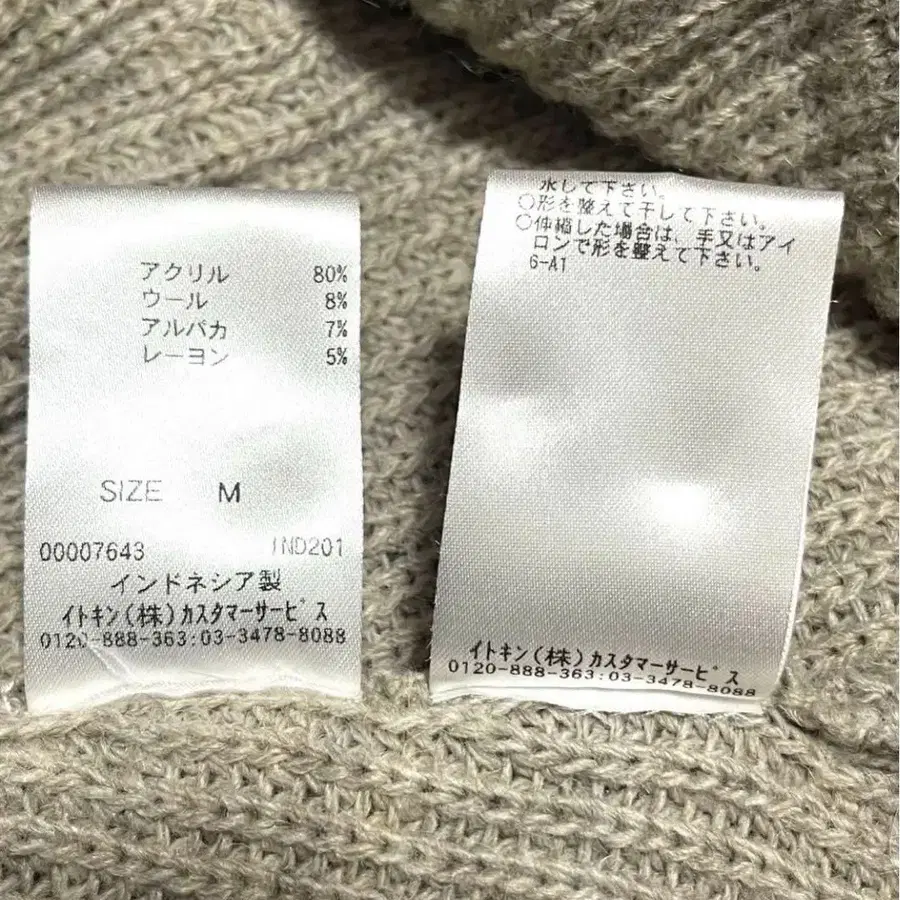 アクリル 80%
ウール 8%
アルパカ 7%
レーヨン 5%
SIZE M
00007643 IND201
インドネシア製
イトキン(株)カスタマーサービス
0120-888-363:03-3478-8088
水して下さい。
○形を整えて干して下さい。
○伸縮した場合は、手又はアイ
ロンで形を整えて下さい。
6-A1
イトキン(株)カスタマーサービス
0120-888-363:03-3478-8088